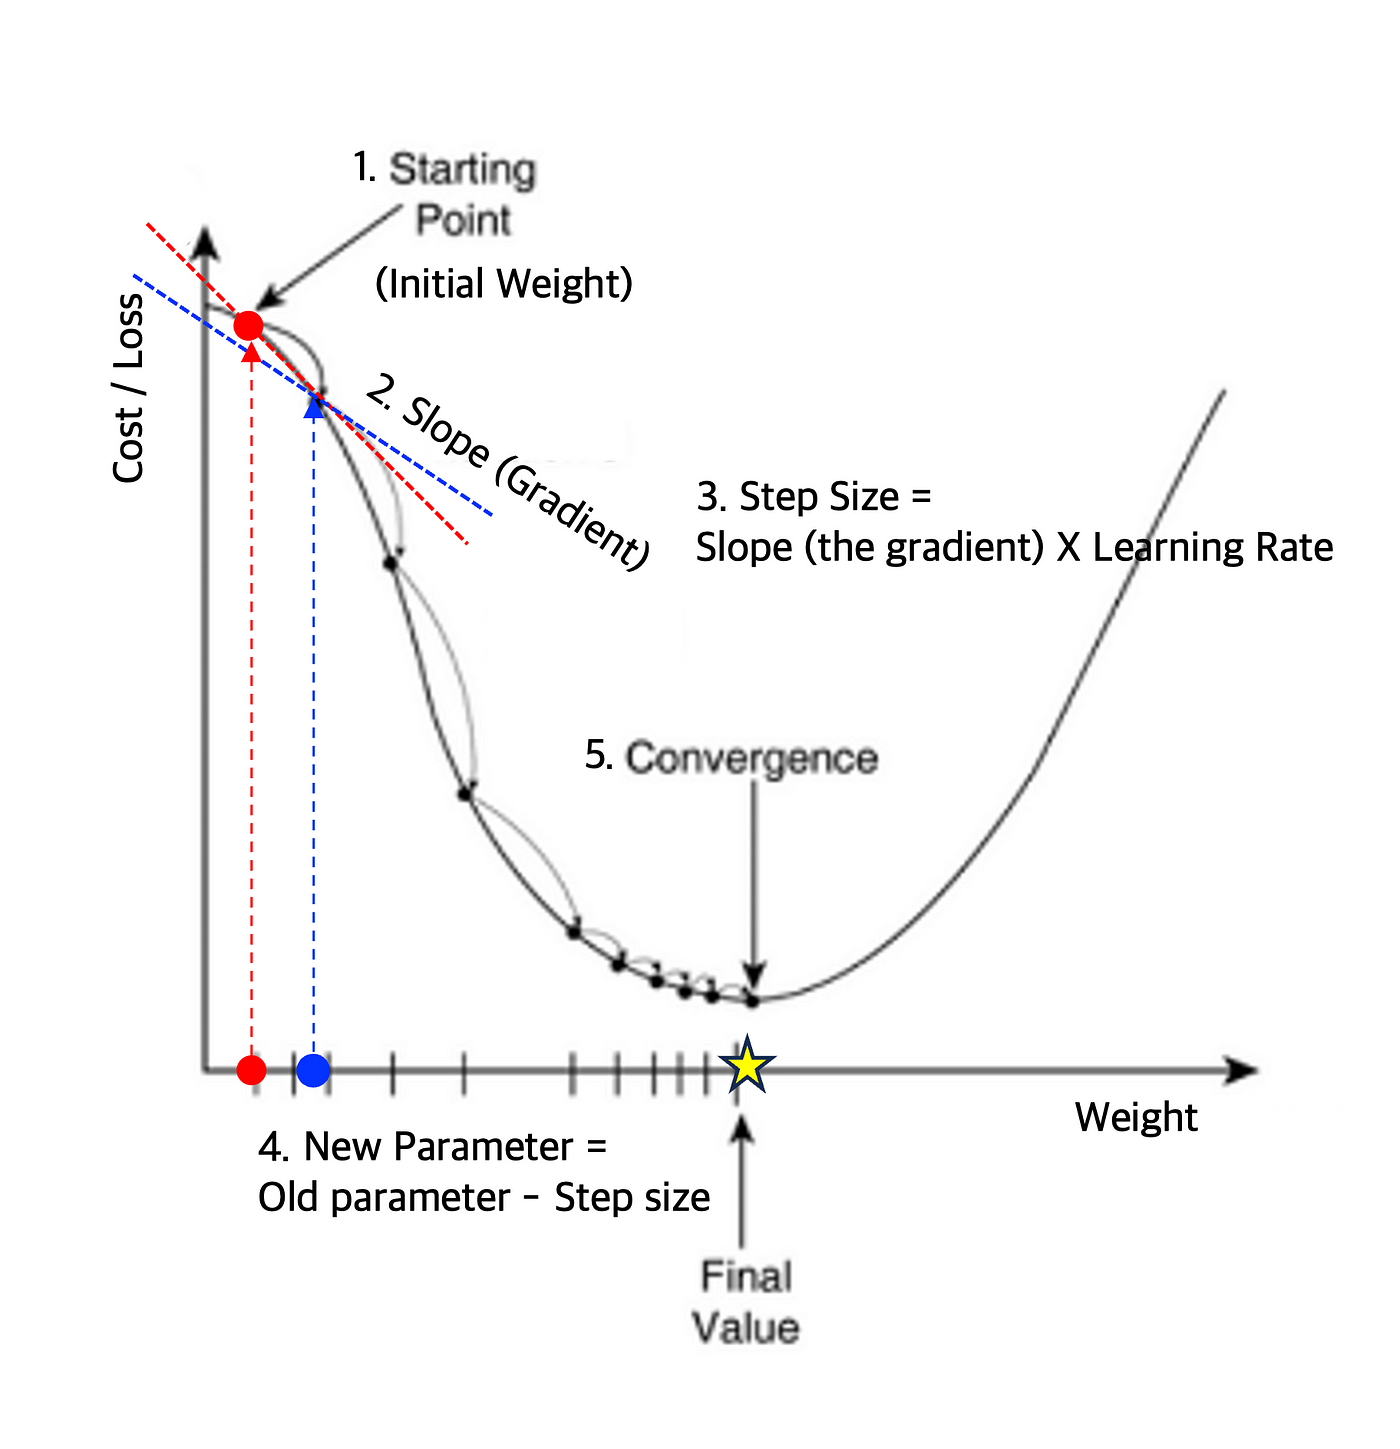 1. Starting
Point
(Initial Weight)
Cost / Loss
2. Slope (Gradient)
3. Step Size =
Slope (the gradient) X Learning Rate
5. Convergence
Weight
4. New Parameter =
Old parameter - Step size
Final
Value